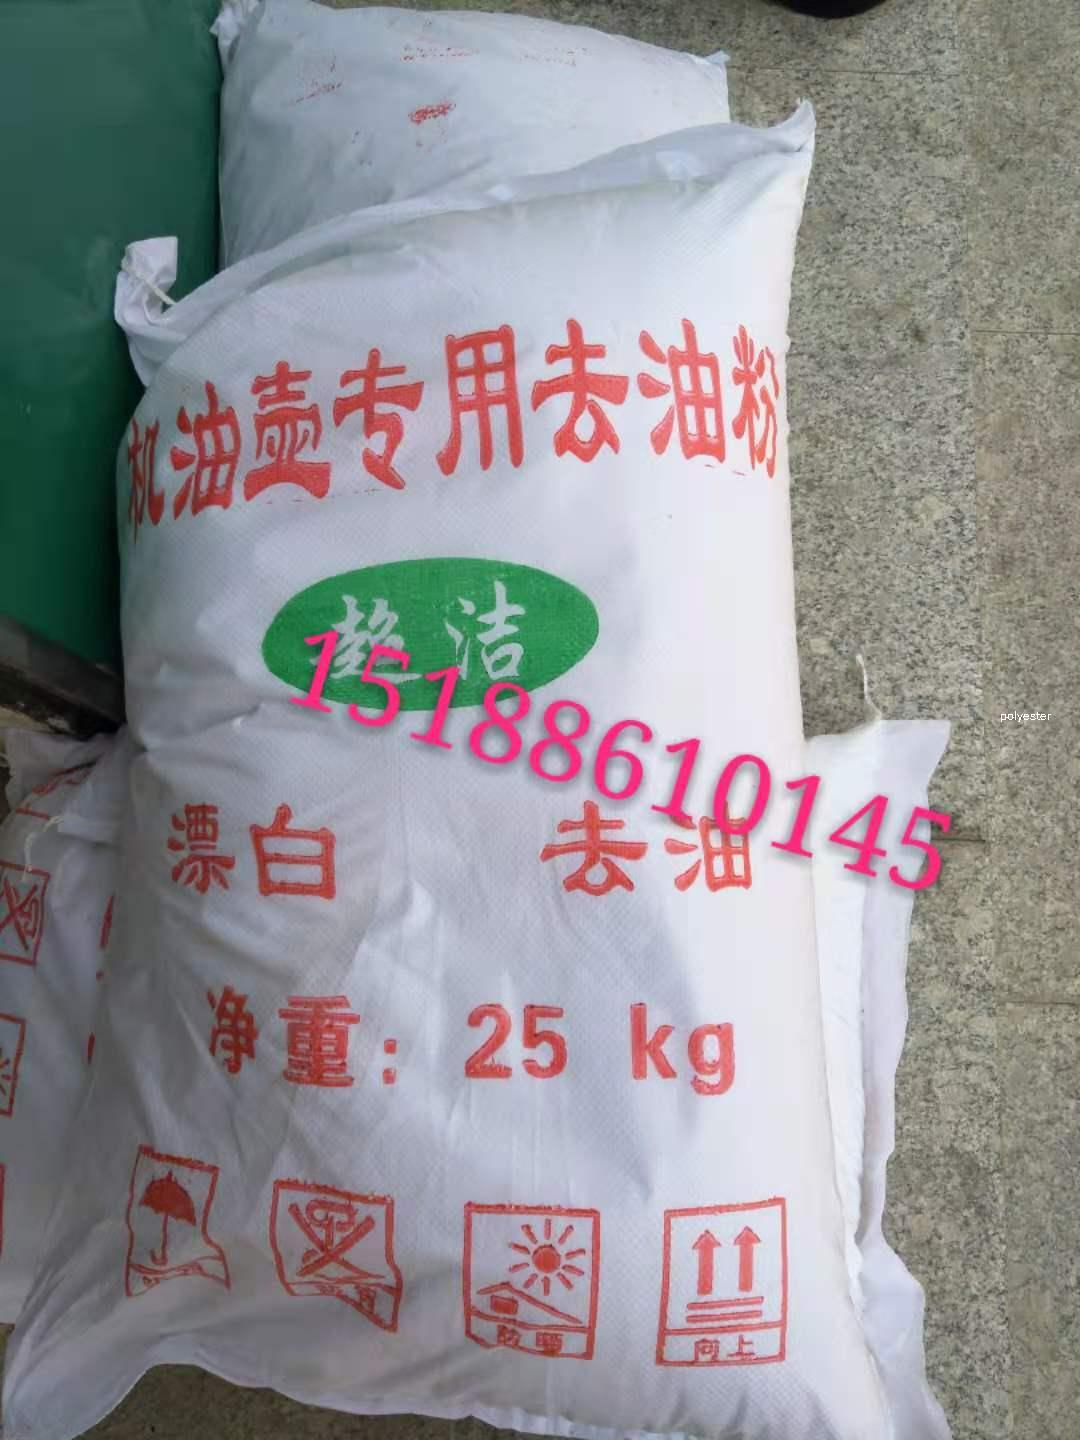 机油壶专用去油粉
超洁
15188610145
polyester
漂白 去油
净重：25 kg
防晒
向上